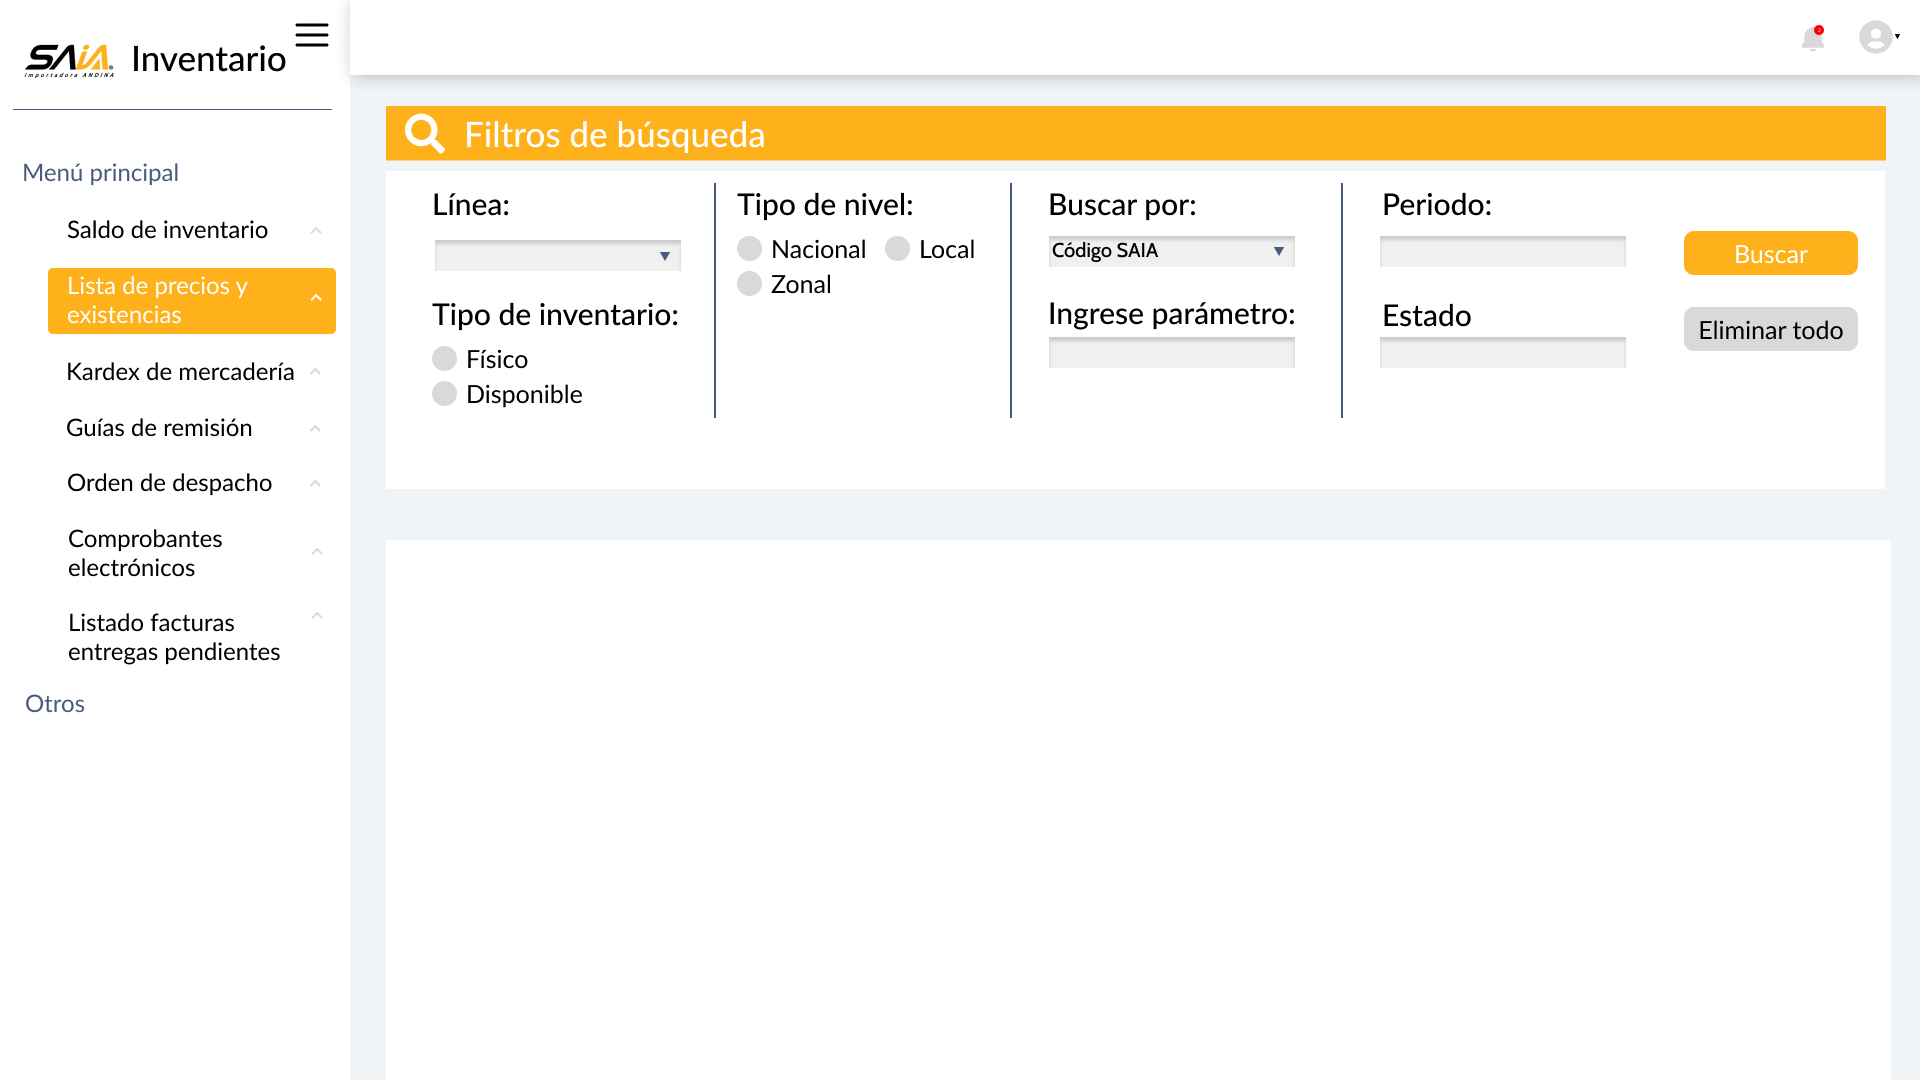 SAiA® Inventario
Importadora ANDINA
Menú principal
Saldo de inventario
Lista de precios y
existencias
Kardex de mercadería
Guías de remisión
Orden de despacho
Comprobantes
electrónicos
Listado facturas
entregas pendientes
Otros
Filtros de búsqueda
Línea:
Tipo de inventario:
Físico
Disponible
Tipo de nivel:
Nacional Local
Zonal
Buscar por:
Código SAIA
Ingrese parámetro:
Periodo:
Estado
Buscar
Eliminar todo